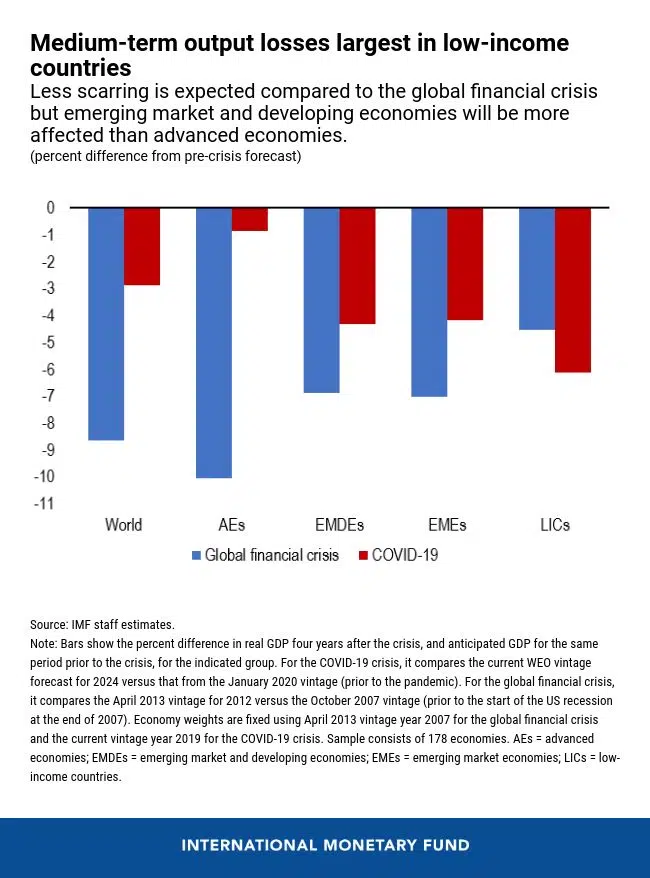 Medium-term output losses largest in low-income
countries
Less scarring is expected compared to the global financial crisis
but emerging market and developing economies will be more
affected than advanced economies.
(percent difference from pre-crisis forecast)
0
-1
-2
-3
-4
-5
-6
-7
-8
-9
-10
-11
World AEs EMDEs EMEs LICs
Global financial crisis COVID-19
Source: IMF staff estimates.
Note: Bars show the percent difference in real GDP four years after the crisis, and anticipated GDP for the same
period prior to the crisis, for the indicated group. For the COVID-19 crisis, it compares the current WEO vintage
forecast for 2024 versus that from the January 2020 vintage (prior to the pandemic). For the global financial crisis,
it compares the April 2013 vintage for 2012 versus the October 2007 vintage (prior to the start of the US recession
at the end of 2007). Economy weights are fixed using April 2013 vintage year 2007 for the global financial crisis
and the current vintage year 2019 for the COVID-19 crisis. Sample consists of 178 economies. AEs = advanced
economies; EMDEs = emerging market and developing economies; EMEs = emerging market economies; LICs = low-
income countries.
INTERNATIONAL MONETARY FUND